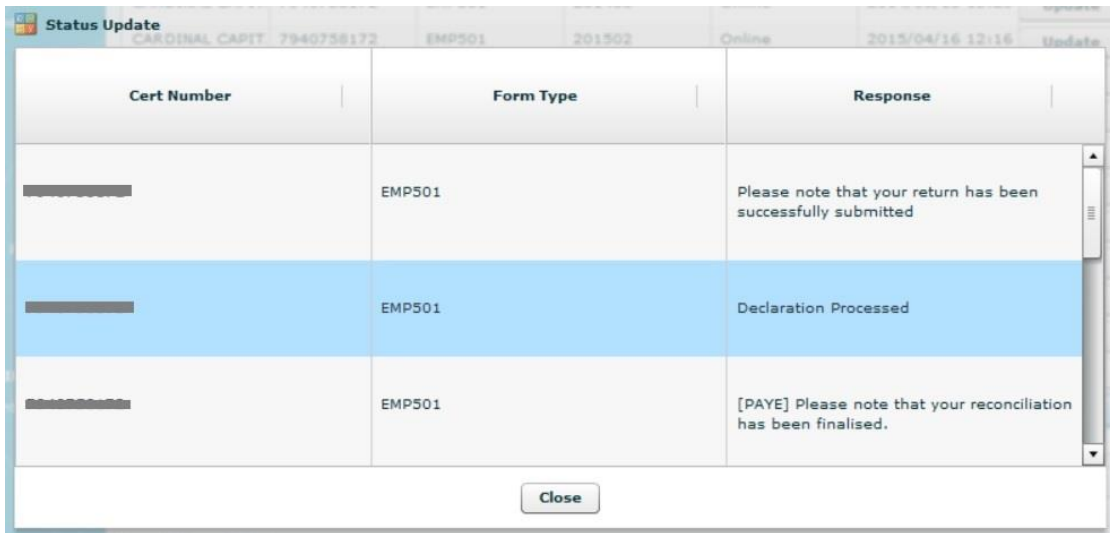 Status Update
CARDINAL CAPIT 7940758172 EMP501 201502 Online 2015/04/16 12:16 Update
Cert Number Form Type Response
EMP501 Please note that your return has been
successfully submitted
EMP501 Declaration Processed
EMP501 [PAYE] Please note that your reconciliation
has been finalised.
Close